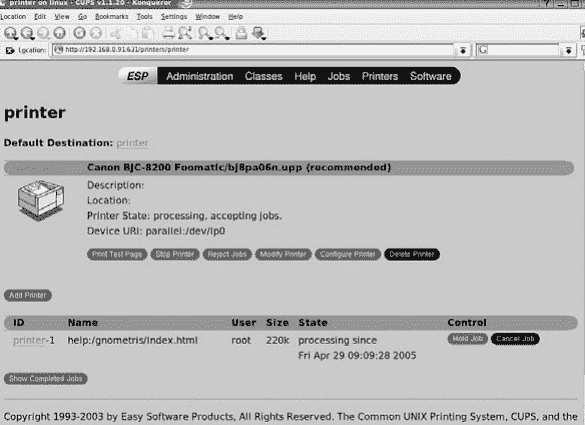 printer on linux - CUPS v1.1.20 - Konqueror
Location Edit View Go Bookmarks Tools Settings Window Help
Location: http://192.168.0.91:631/printers/printer
ESP Administration Classes Help Jobs Printers Software
printer
Default Destination: printer
Canon BJC-8200 Foomatic/bj8pa06n.upp (recommended)
Description:
Location:
Printer State: processing, accepting jobs.
Device URI: parallel:/dev/lp0
Print Test Page Stop Printer Reject Jobs Modify Printer Configure Printer Delete Printer
Add Printer
ID Name User Size State Control
printer-1 help:/gnometris/index.html root 220k processing since Hold Job Cancel Job
Fri Apr 29 09:09:28 2005
Show Completed Jobs
Copyright 1993-2003 by Easy Software Products, All Rights Reserved. The Common UNIX Printing System, CUPS, and the